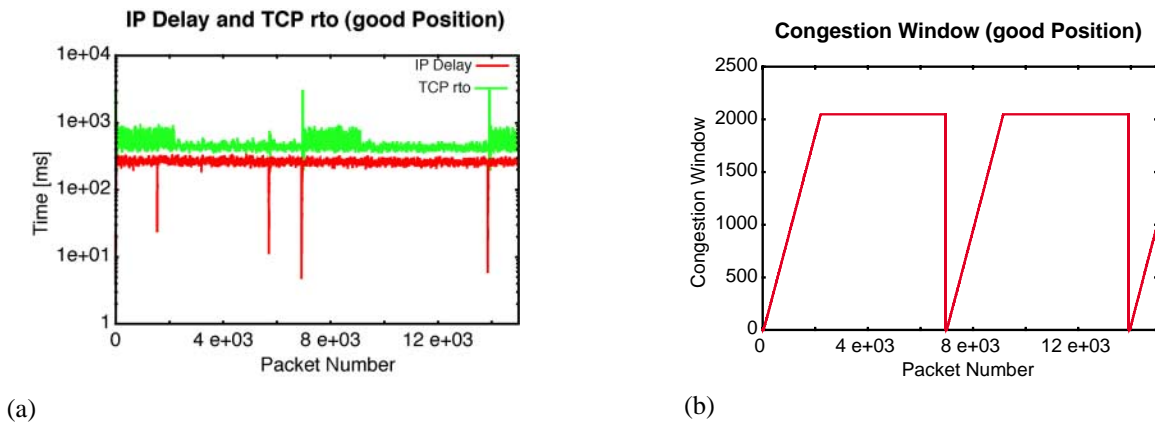 IP Delay and TCP rto (good Position)
1e+04
1e+03
1e+02
1e+01
1
Time [ms]
IP Delay
TCP rto
0
4 e+03
8 e+03
12 e+03
Packet Number
(a)
Congestion Window (good Position)
2500
2000
1500
1000
500
0
Congestion Window
0
4 e+03
8 e+03
12 e+03
Packet Number
(b)